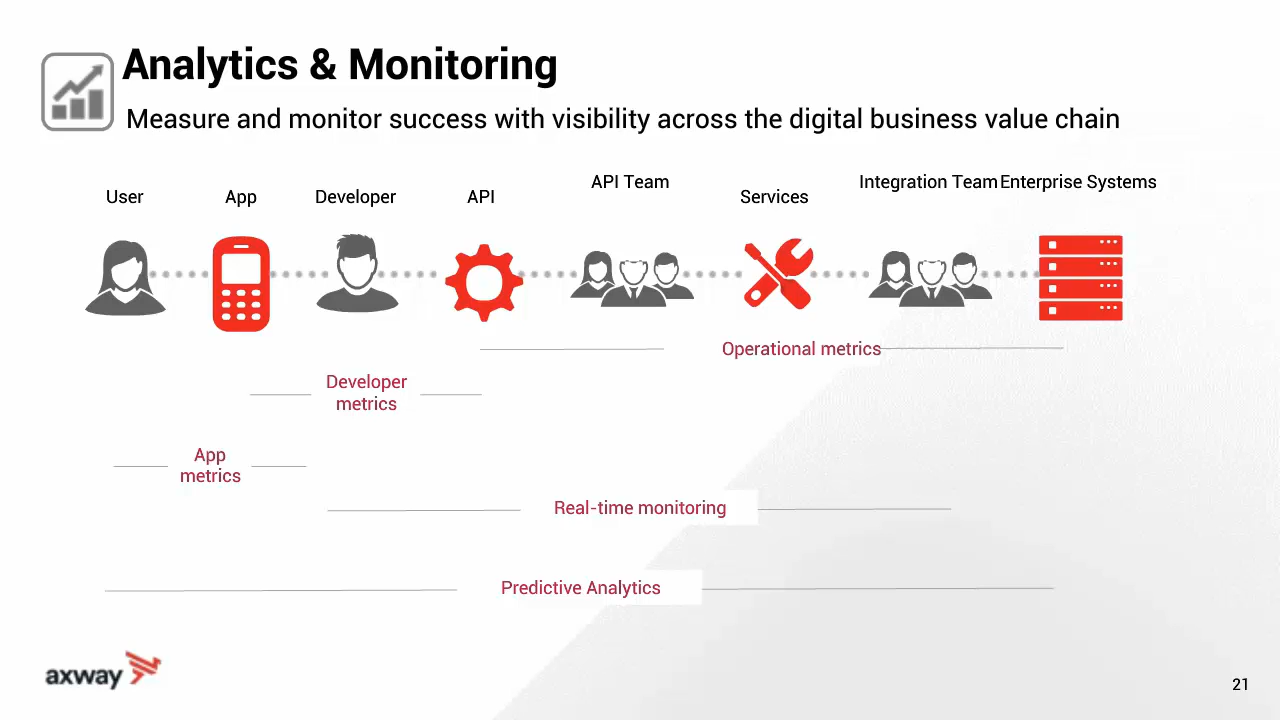 Analytics & Monitoring
Measure and monitor success with visibility across the digital business value chain
User
App
Developer
API
API Team
Services
Integration Team
Enterprise Systems
Operational metrics
Developer
metrics
App
metrics
Real-time monitoring
Predictive Analytics
axway
21